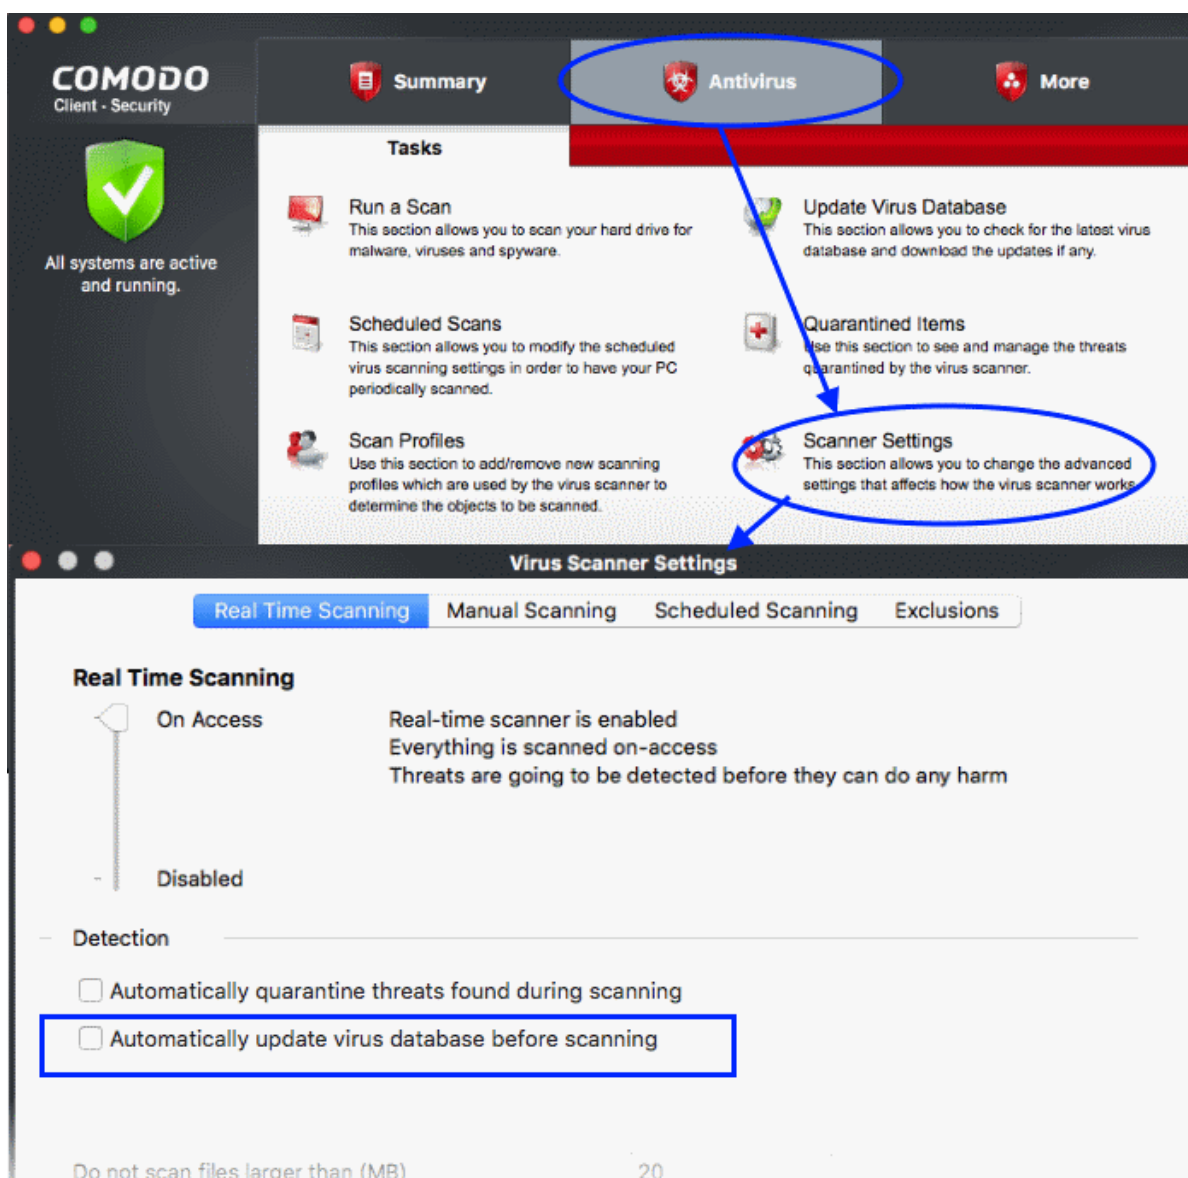 COMODO
Client - Security
Summary
Antivirus
More
Tasks
All systems are active
and running.
Run a Scan
This section allows you to scan your hard drive for
malware, viruses and spyware.
Update Virus Database
This section allows you to check for the latest virus
database and download the updates if any.
Scheduled Scans
This section allows you to modify the scheduled
virus scanning settings in order to have your PC
periodically scanned.
Quarantined Items
Use this section to see and manage the threats
quarantined by the virus scanner.
Scan Profiles
Use this section to add/remove new scanning
profiles which are used by the virus scanner to
determine the objects to be scanned.
Scanner Settings
This section allows you to change the advanced
settings that affects how the virus scanner works
Virus Scanner Settings
Real Time Scanning
Manual Scanning
Scheduled Scanning
Exclusions
Real Time Scanning
On Access
Real-time scanner is enabled
Everything is scanned on-access
Threats are going to be detected before they can do any harm
Disabled
Detection
Automatically quarantine threats found during scanning
Automatically update virus database before scanning
Do not scan files larger than (MB)
20